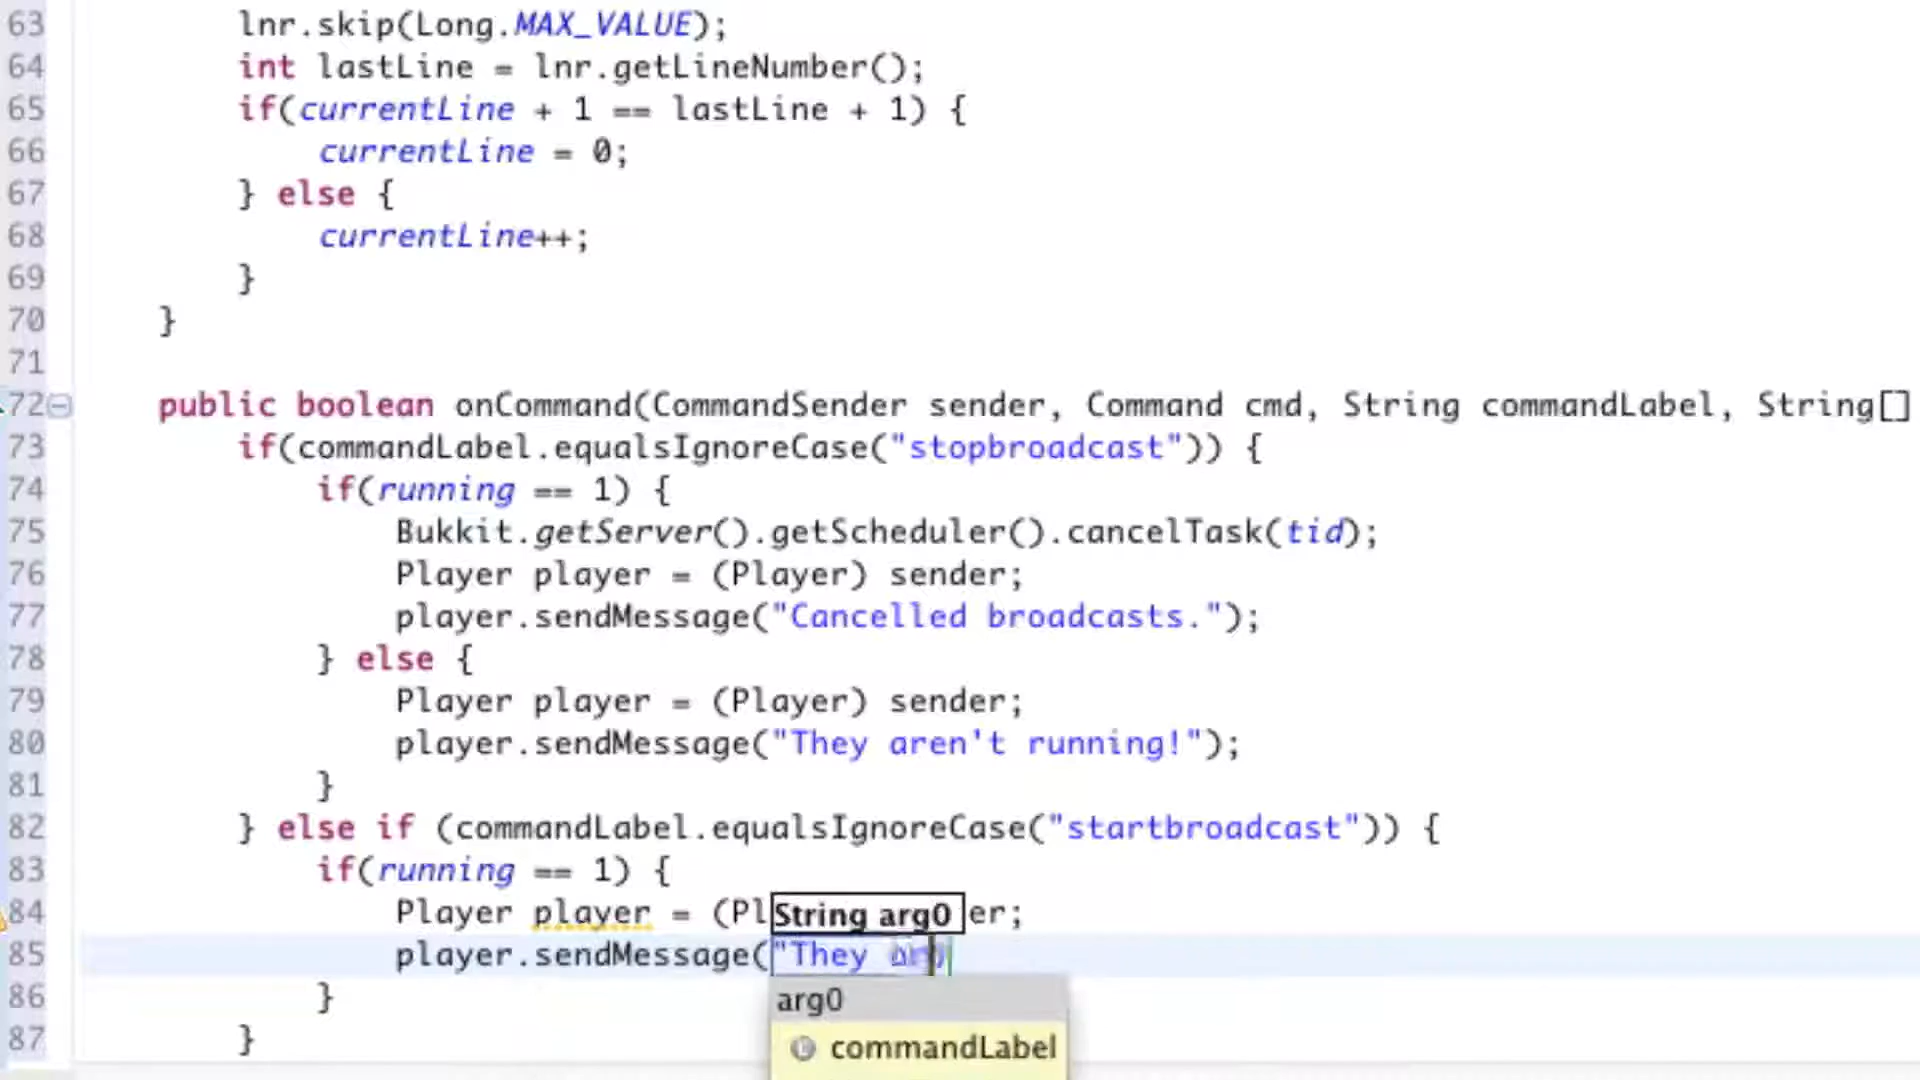 63 lnr.skip(Long.MAX_VALUE);
64 int lastLine = lnr.getLineNumber();
65 if(currentLine + 1 == lastLine + 1) {
66 currentLine = 0;
67 } else {
68 currentLine++;
69 }
70 }
71
72 public boolean onCommand(CommandSender sender, Command cmd, String commandLabel, String[]
73 if(commandLabel.equalsIgnoreCase("stopbroadcast")) {
74 if(running == 1) {
75 Bukkit.getServer().getScheduler().cancelTask(tid);
76 Player player = (Player) sender;
77 player.sendMessage("Cancelled broadcasts.");
78 } else {
79 Player player = (Player) sender;
80 player.sendMessage("They aren't running!");
81 }
82 } else if (commandLabel.equalsIgnoreCase("startbroadcast")) {
83 if(running == 1) {
84 Player player = (Pl String arg0 er;
85 player.sendMessage("They
86 }
arg0
87 }
commandLabel